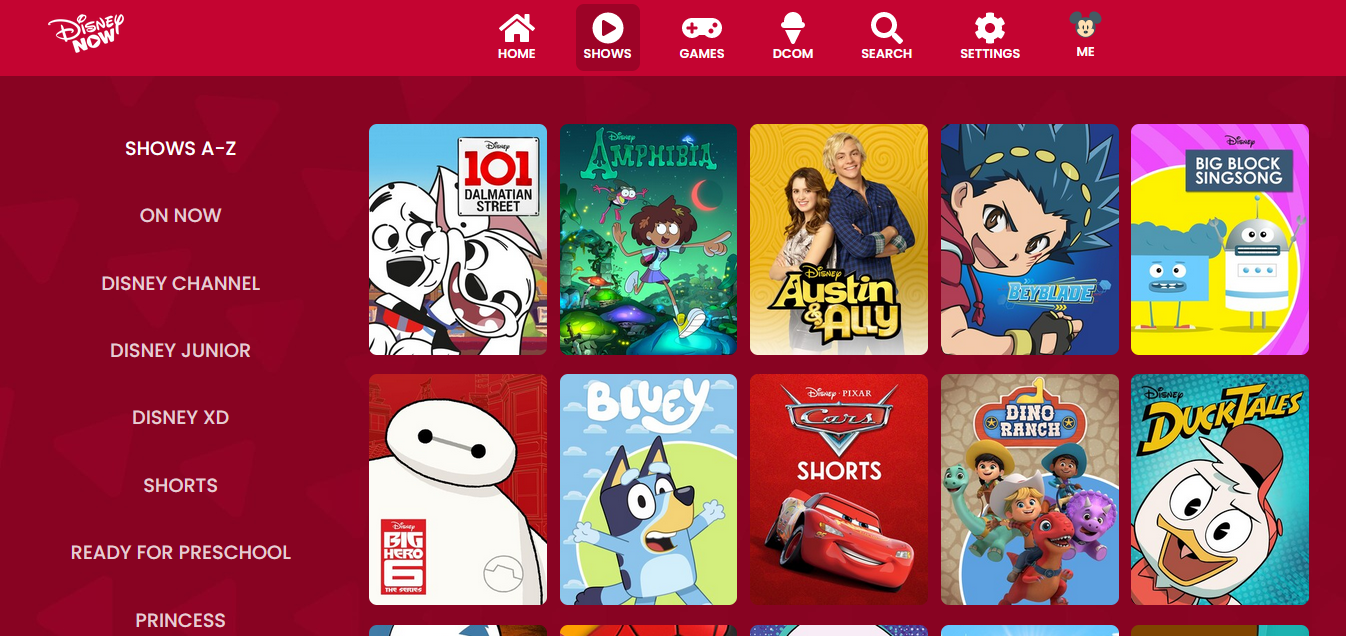 Disney
NOW
HOME
SHOWS
GAMES
DCOM
SEARCH
SETTINGS
ME
SHOWS A-Z
ON NOW
DISNEY CHANNEL
DISNEY JUNIOR
DISNEY XD
SHORTS
READY FOR PRESCHOOL
PRINCESS
Disney
101
DALMATIAN
STREET
Disney
AMPHIBIA
Disney
Austin
& Ally
BEYBLADE
Disney
BIG BLOCK
SINGSONG
Disney
BIG
HERO
6
THE SERIES
BLUEY
Disney · PIXAR
Cars
SHORTS
DINO
RANCH
Disney
DUCKTALES